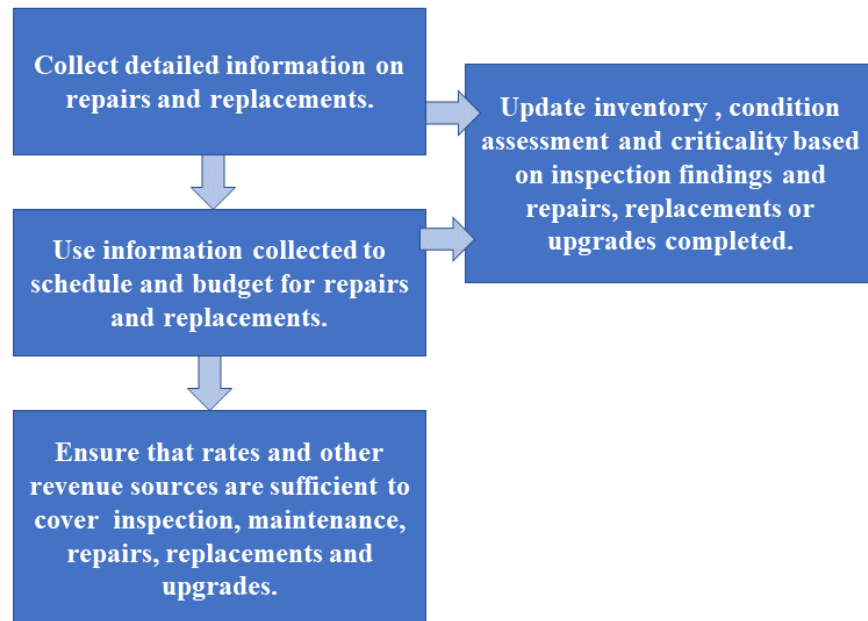 Collect detailed information on
repairs and replacements.
Update inventory , condition
assessment and criticality based
on inspection findings and
repairs, replacements or
upgrades completed.
Use information collected to
schedule and budget for repairs
and replacements.
Ensure that rates and other
revenue sources are sufficient to
cover inspection, maintenance,
repairs, replacements and
upgrades.